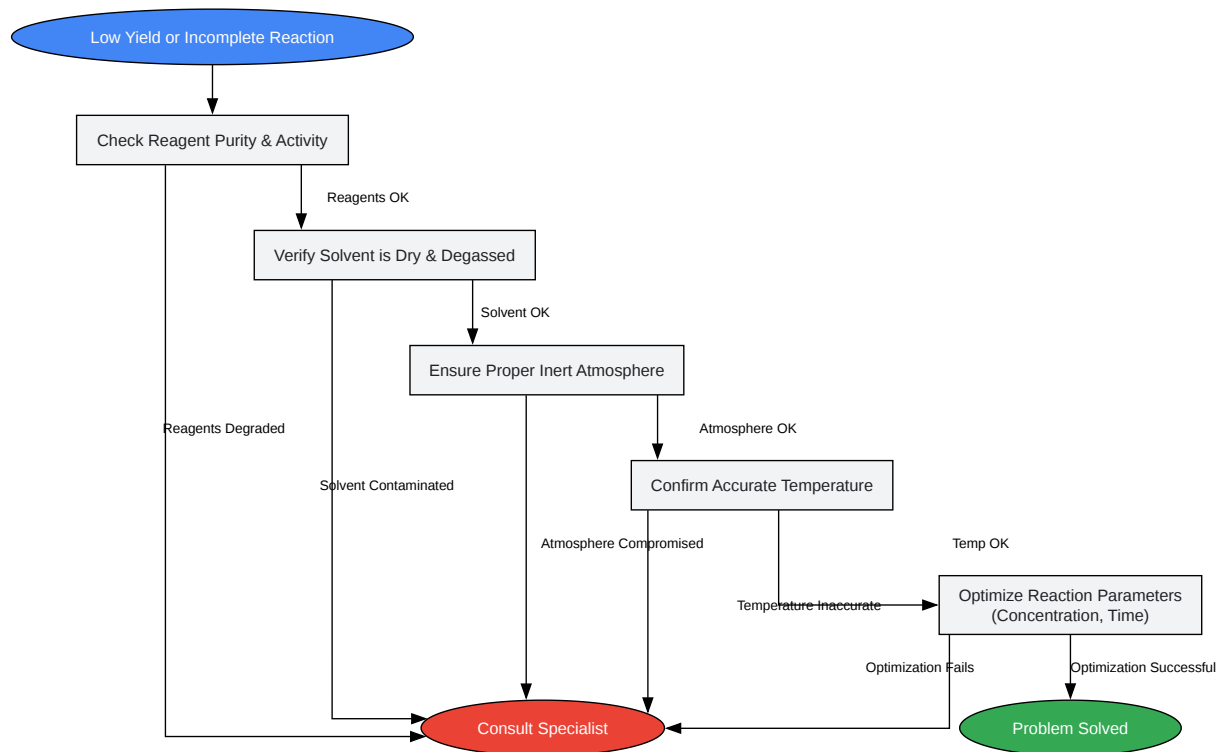 Low Yield or Incomplete Reaction
Check Reagent Purity & Activity
Reagents OK
Verify Solvent is Dry & Degassed
Solvent OK
Ensure Proper Inert Atmosphere
Reagents Degraded
Atmosphere OK
Solvent Contaminated
Confirm Accurate Temperature
Atmosphere Compromised
Temp OK
Temperature Inaccurate
Optimize Reaction Parameters
(Concentration, Time)
Optimization Fails
Optimization Successful
Consult Specialist
Problem Solved